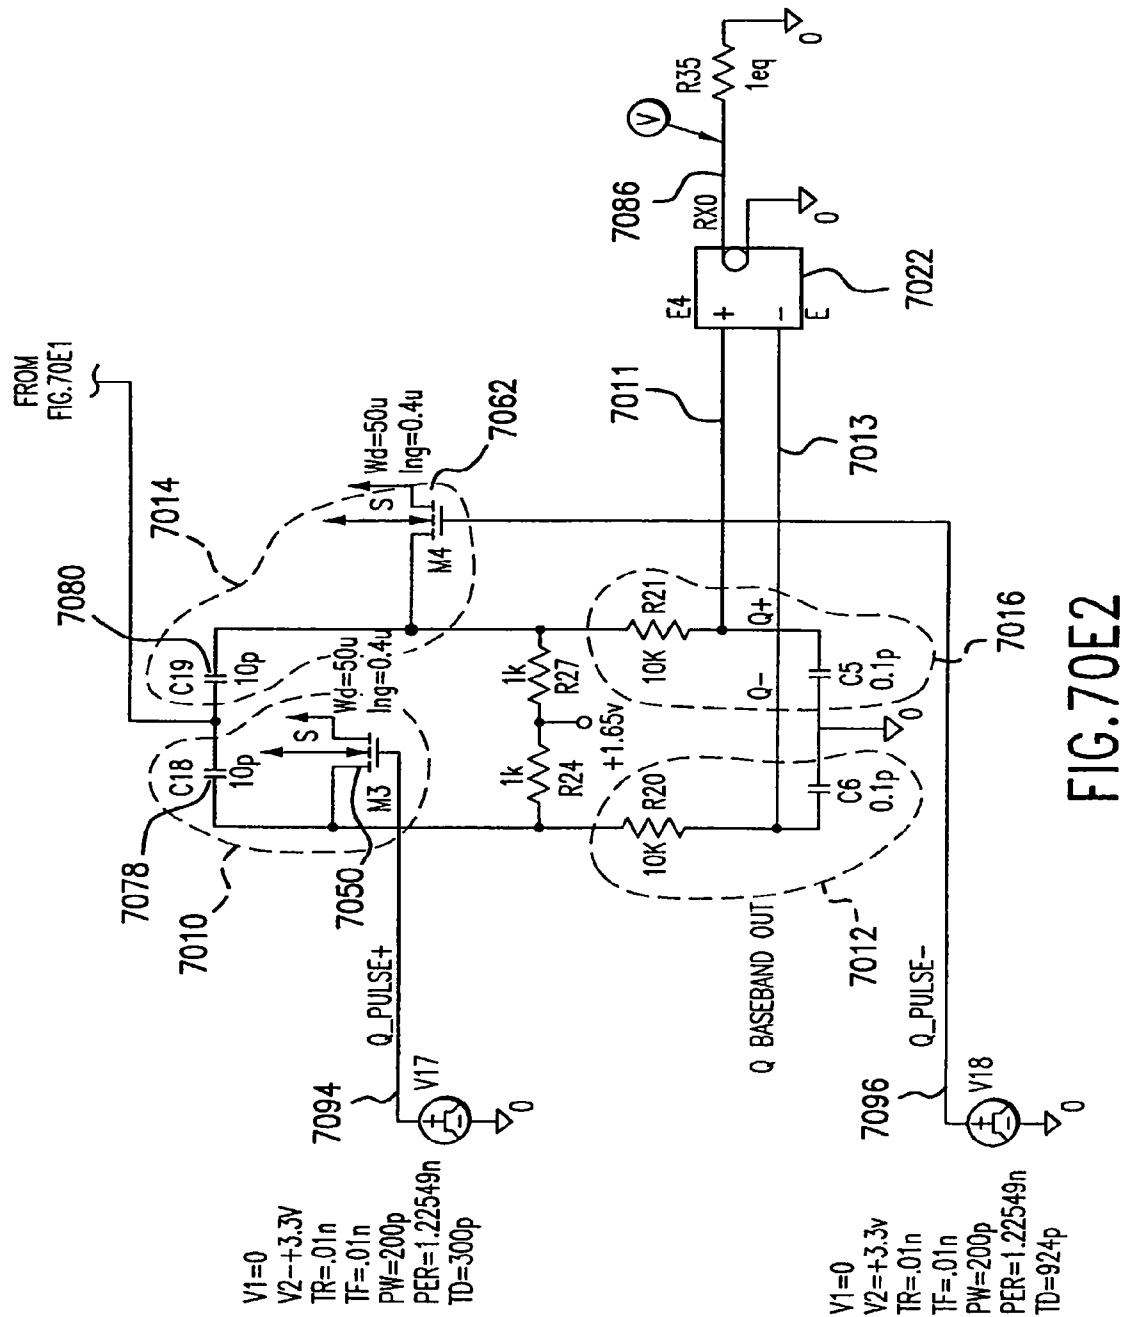 FROM
FIG.70E1
7014
7080
C19
10p
C18
10p
7078
7010
Wd=50u
lng=0.4u
7062
S
M4
Wd=50u
lng=0.4u
S
M3
7050
Q_PULSE+
7094
V17
0
V1=0
V2-+3.3V
TR=.01n
TF=.01n
PW=200p
PER=1.22549n
TD=300p
1k
R27
1k
R24
+1.65v
R21
10K
R20
10K
Q+
Q-
C5
0.1p
C6
0.1p
0
7016
7012
Q BASEBAND OUT
Q_PULSE-
7096
V18
0
V1=0
V2=+3.3v
TR=.01n
TF=.01n
PW=200p
PER=1.22549n
TD=924p
7011
7013
E4
+
-
E
7022
RXO
7086
0
V
R35
1eq
0
FIG.70E2